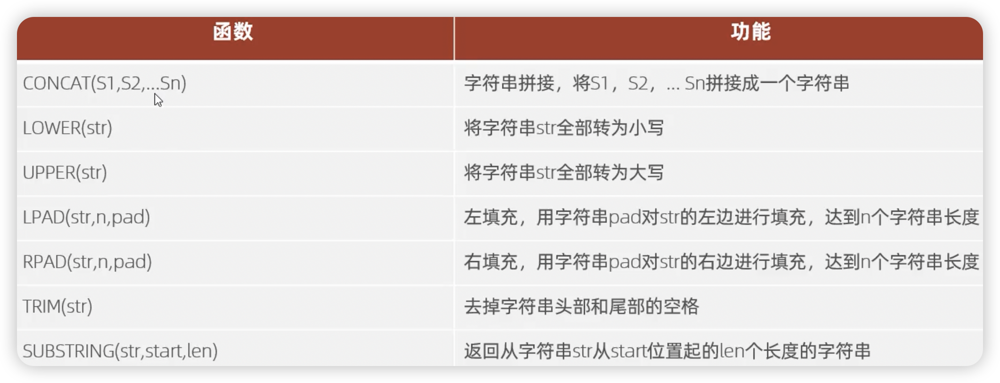 函数 功能
CONCAT(S1,S2,...Sn) 字符串拼接，将S1，S2，... Sn拼接成一个字符串
LOWER(str) 将字符串str全部转为小写
UPPER(str) 将字符串str全部转为大写
LPAD(str,n,pad) 左填充，用字符串pad对str的左边进行填充，达到n个字符串长度
RPAD(str,n,pad) 右填充，用字符串pad对str的右边进行填充，达到n个字符串长度
TRIM(str) 去掉字符串头部和尾部的空格
SUBSTRING(str,start,len) 返回从字符串str从start位置起的len个长度的字符串